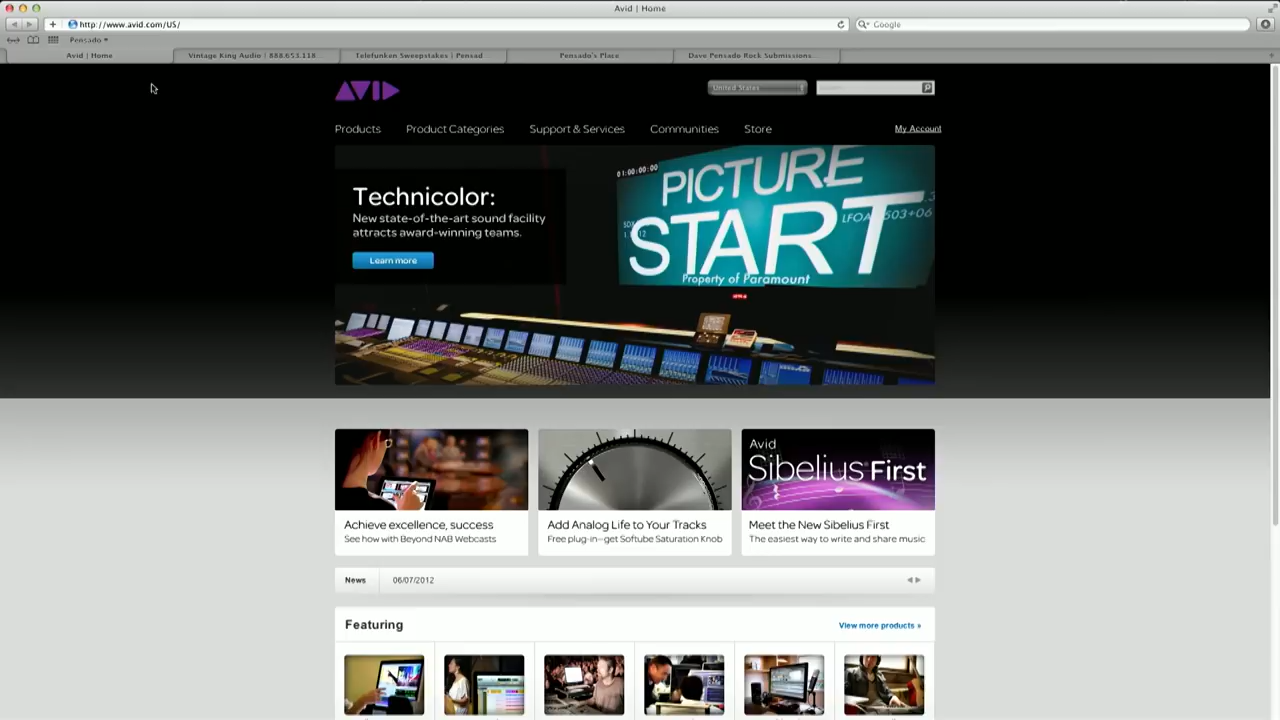 Avid | Home
http://www.avid.com/US/
Google
Pensado
Avid | Home
Vintage King Audio | 888.653.118...
Telefunken Sweepstakes | Pensad
Pensado's Place
Dave Pensado Rock Submissions...
AVID
United States
Products
Product Categories
Support & Services
Communities
Store
My Account
Technicolor:
New state-of-the-art sound facility
attracts award-winning teams.
Learn more
01:00:00:00
PICTURE
START
Property of Paramount
Achieve excellence, success
See how with Beyond NAB Webcasts
Add Analog Life to Your Tracks
Free plug-in—get Softube Saturation Knob
Avid
Sibelius First
Meet the New Sibelius First
The easiest way to write and share music
News
06/07/2012
Featuring
View more products »